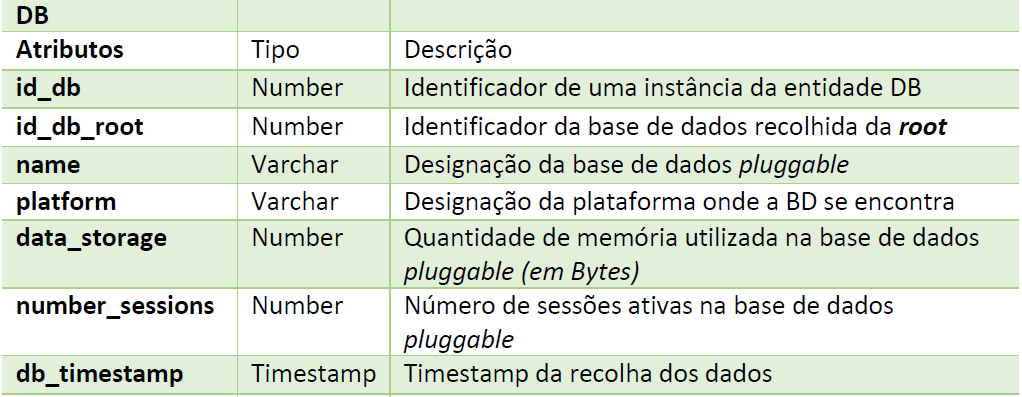 DB
Atributos Tipo Descrição
id_db Number Identificador de uma instância da entidade DB
id_db_root Number Identificador da base de dados recolhida da root
name Varchar Designação da base de dados pluggable
platform Varchar Designação da plataforma onde a BD se encontra
data_storage Number Quantidade de memória utilizada na base de dados
pluggable (em Bytes)
number_sessions Number Número de sessões ativas na base de dados
pluggable
db_timestamp Timestamp Timestamp da recolha dos dados